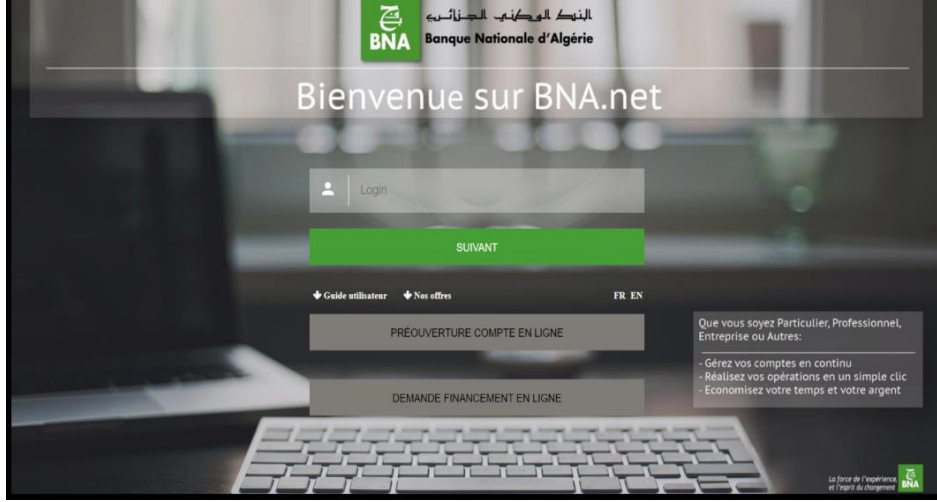 البنك الوطني الجزائري
BNA Banque Nationale d'Algérie
Bienvenue sur BNA.net
Login
SUIVANT
Guide utilisateur Nos offres FR EN
PRÉOUVERTURE COMPTE EN LIGNE
DEMANDE FINANCEMENT EN LIGNE
Que vous soyez Particulier, Professionnel,
Entreprise ou Autres:
- Gérez vos comptes en continu
- Réalisez vos opérations en un simple clic
- Economisez votre temps et votre argent
La force de l'expérience,
et l'esprit du changement
BNA